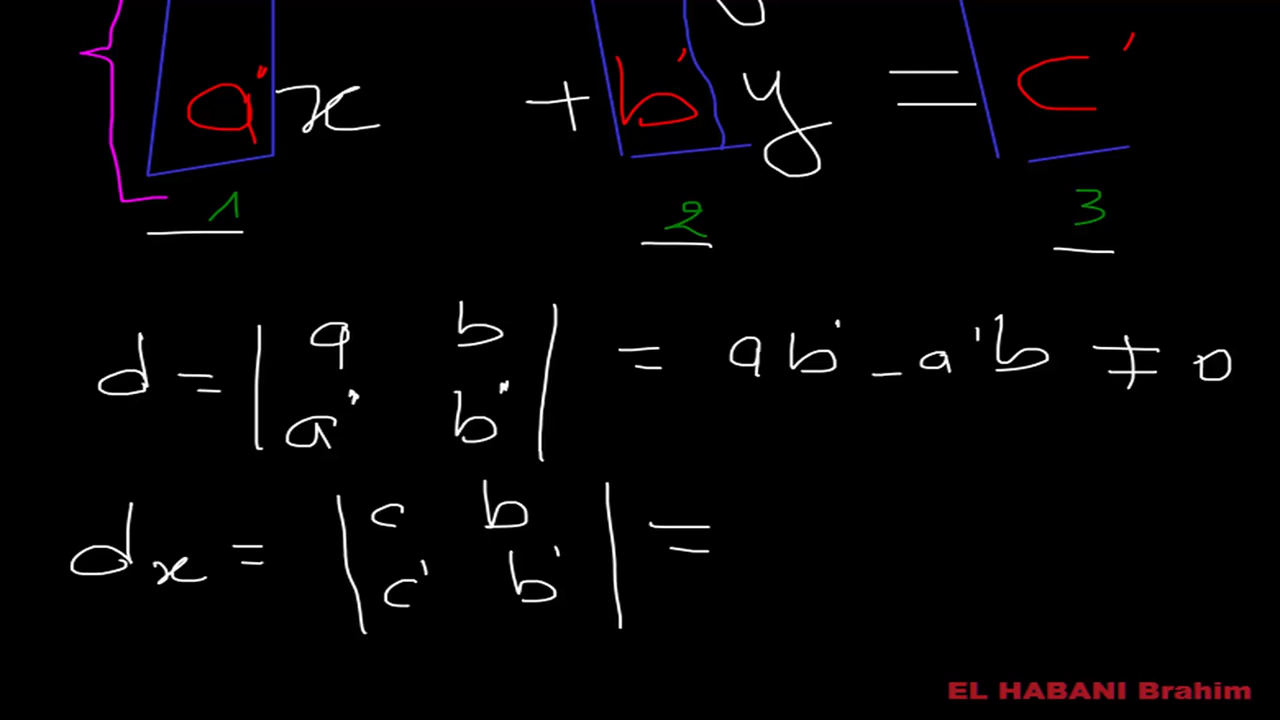 a'x + b'y = c'
1 2 3
d = | a b | = ab' - a'b ≠ 0
| a' b' |
dx = | c b | =
| c' b' |
EL HABANI Brahim